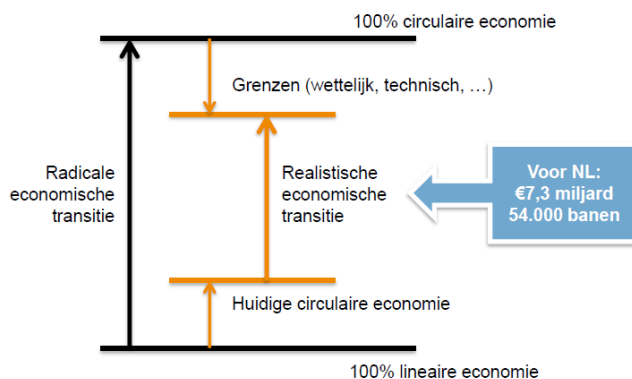 100% circulaire economie
Grenzen (wettelijk, technisch, …)
Radicale
economische
transitie
Realistische
economische
transitie
Voor NL:
€7,3 miljard
54.000 banen
Huidige circulaire economie
100% lineaire economie